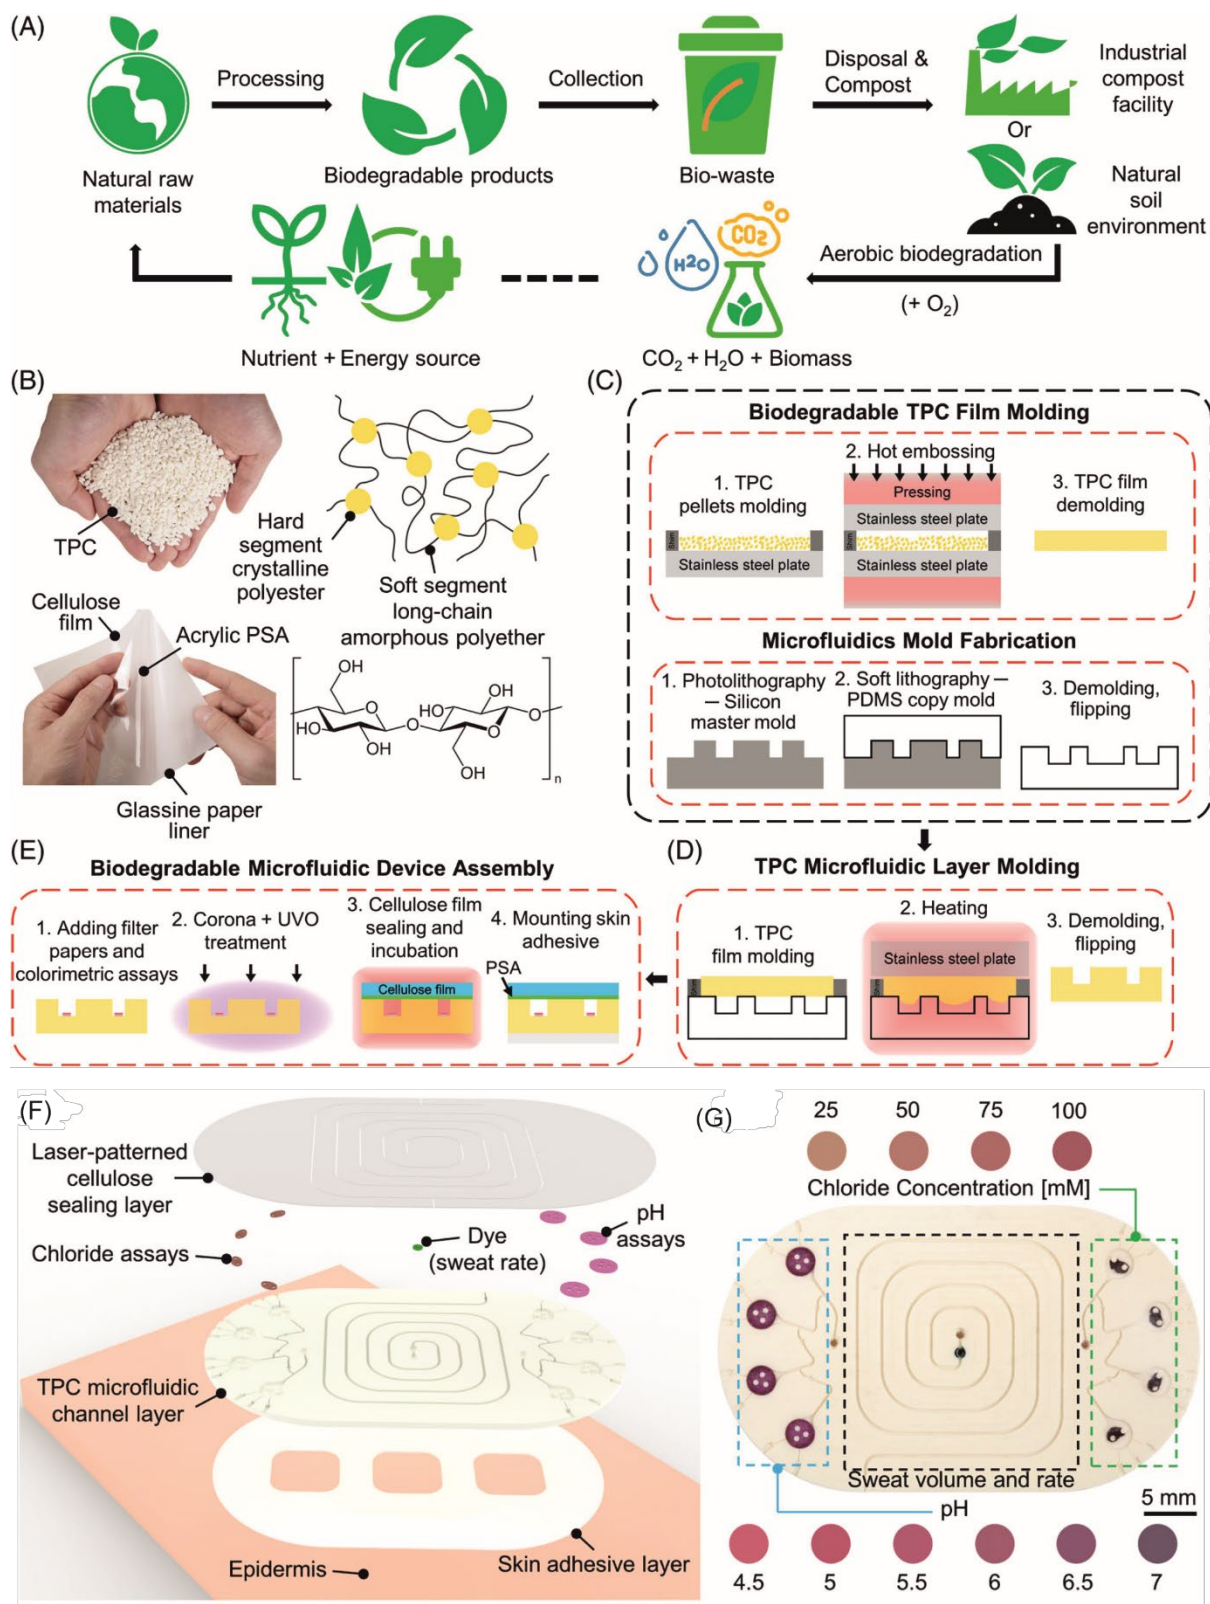 (A)
Processing
Collection
Disposal &
Compost
Industrial
compost
facility
Or
Natural raw
materials
Biodegradable products
Bio-waste
Natural
soil
environment
H2O
CO2
Aerobic biodegradation
(+ O₂)
Nutrient + Energy source
CO₂ + H₂O + Biomass
(B)
TPC
Hard
segment
crystalline
polyester
Soft segment
long-chain
amorphous polyether
Cellulose
film
Acrylic PSA
Glassine paper
liner
OH
OH
HO
O
HO
O
OH
HO
O
OH
O
OH
n
(C)
Biodegradable TPC Film Molding
1. TPC
pellets molding
Shim
Stainless steel plate
2. Hot embossing
Pressing
Stainless steel plate
Shim
Stainless steel plate
3. TPC film
demolding
Microfluidics Mold Fabrication
1. Photolithography
– Silicon
master mold
2. Soft lithography –
PDMS copy mold
3. Demolding,
flipping
(D)
TPC Microfluidic Layer Molding
1. TPC
film molding
Shim
2. Heating
Stainless steel plate
Shim
3. Demolding,
flipping
(E)
Biodegradable Microfluidic Device Assembly
1. Adding filter
papers and
colorimetric assays
2. Corona + UVO
treatment
3. Cellulose film
sealing and
incubation
Cellulose film
4. Mounting skin
adhesive
PSA
(F)
Laser-patterned
cellulose
sealing layer
Chloride assays
Dye
(sweat rate)
pH
assays
TPC microfluidic
channel layer
Epidermis
Skin adhesive layer
(G)
25 50 75 100
Chloride Concentration [mM]
Sweat volume and rate
pH
5 mm
4.5 5 5.5 6 6.5 7